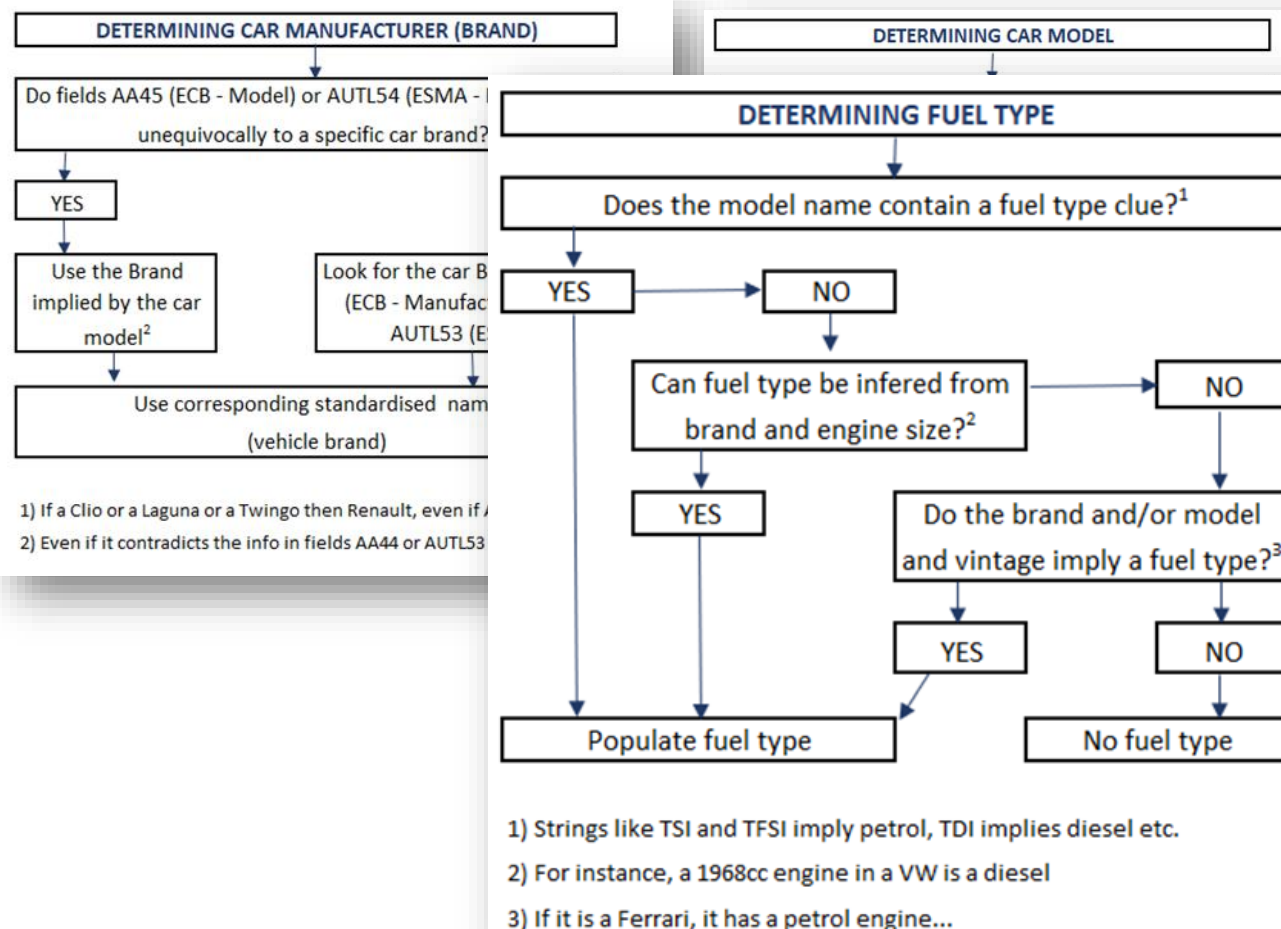 DETERMINING CAR MANUFACTURER (BRAND)
Do fields AA45 (ECB - Model) or AUTL54 (ESMA -
unequivocally to a specific car brand?
YES
Use the Brand
implied by the car
model²
Look for the car B
(ECB - Manufac
AUTL53 (E
Use corresponding standardised nam
(vehicle brand)
1) If a Clio or a Laguna or a Twingo then Renault, even if
2) Even if it contradicts the info in fields AA44 or AUTL53
DETERMINING CAR MODEL
DETERMINING FUEL TYPE
Does the model name contain a fuel type clue?¹
YES
NO
Can fuel type be infered from
brand and engine size?²
NO
YES
Do the brand and/or model
and vintage imply a fuel type?³
YES
NO
Populate fuel type
No fuel type
1) Strings like TSI and TFSI imply petrol, TDI implies diesel etc.
2) For instance, a 1968cc engine in a VW is a diesel
3) If it is a Ferrari, it has a petrol engine...